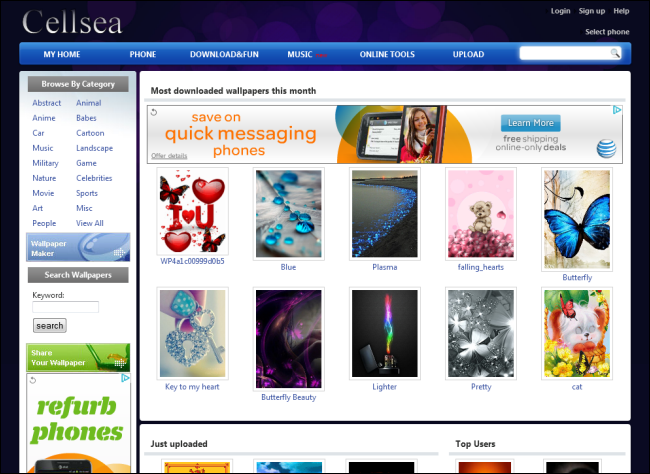 Cellsea
Login Sign up Help
Select phone
MY HOME PHONE DOWNLOAD&FUN MUSIC ONLINE TOOLS UPLOAD
Browse By Category
Abstract Animal
Anime Babes
Car Cartoon
Music Landscape
Military Game
Nature Celebrities
Movie Sports
Art Misc
People View All
Wallpaper
Maker
Search Wallpapers
Keyword:
search
Share
Your Wallpaper
refurb
phones
Most downloaded wallpapers this month
save on
quick messaging
phones
Offer details
Learn More
free shipping
online-only deals
at&t
I U
WP4a1c00999d0b5
Blue
Plasma
falling_hearts
Butterfly
Key to my heart
Butterfly Beauty
Lighter
Pretty
cat
Just uploaded
Top Users